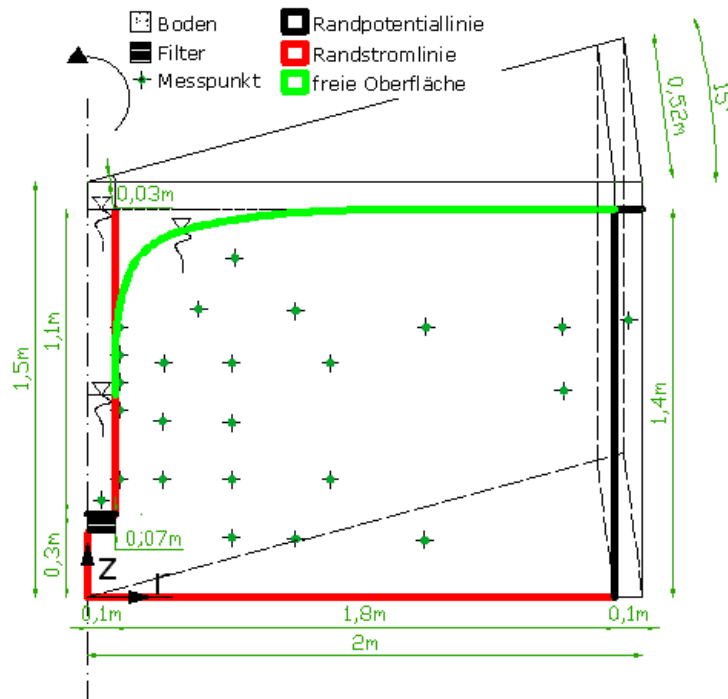 Boden
Filter
Messpunkt
Randpotentiallinie
Randstromlinie
freie Oberfläche
0,52m
15°
0,03m
1,1m
1,5m
1,4m
0,07m
0,3m
Z
r
0,1m
1,8m
0,1m
2m